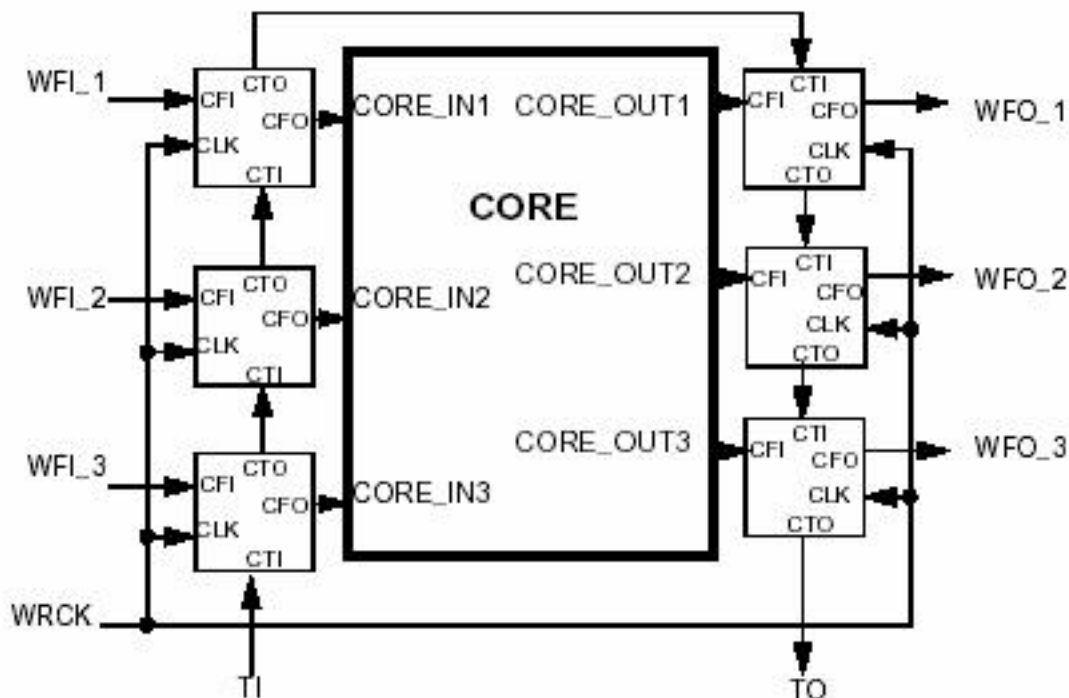 WFI_1
CFI
CTO
CFO
CLK
CTI
CORE_IN1
CORE_OUT1
CFI
CTI
CFO
CLK
CTO
WFO_1
CORE
WFI_2
CFI
CTO
CFO
CLK
CTI
CORE_IN2
CORE_OUT2
CFI
CTI
CFO
CLK
CTO
WFO_2
WFI_3
CFI
CTO
CFO
CLK
CTI
CORE_IN3
CORE_OUT3
CFI
CTI
CFO
CLK
CTO
WFO_3
WRCK
TI
TO